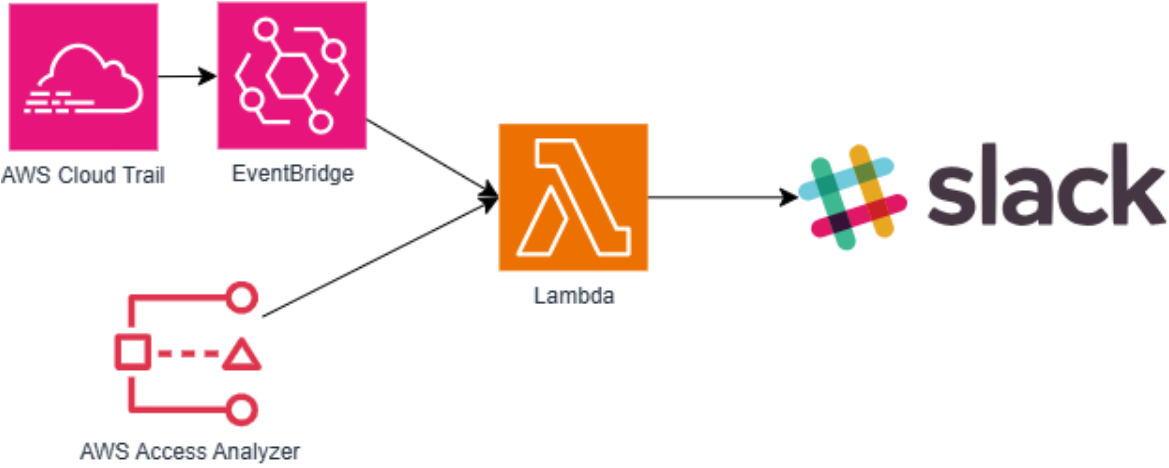 AWS Cloud Trail
EventBridge
Lambda
slack
AWS Access Analyzer